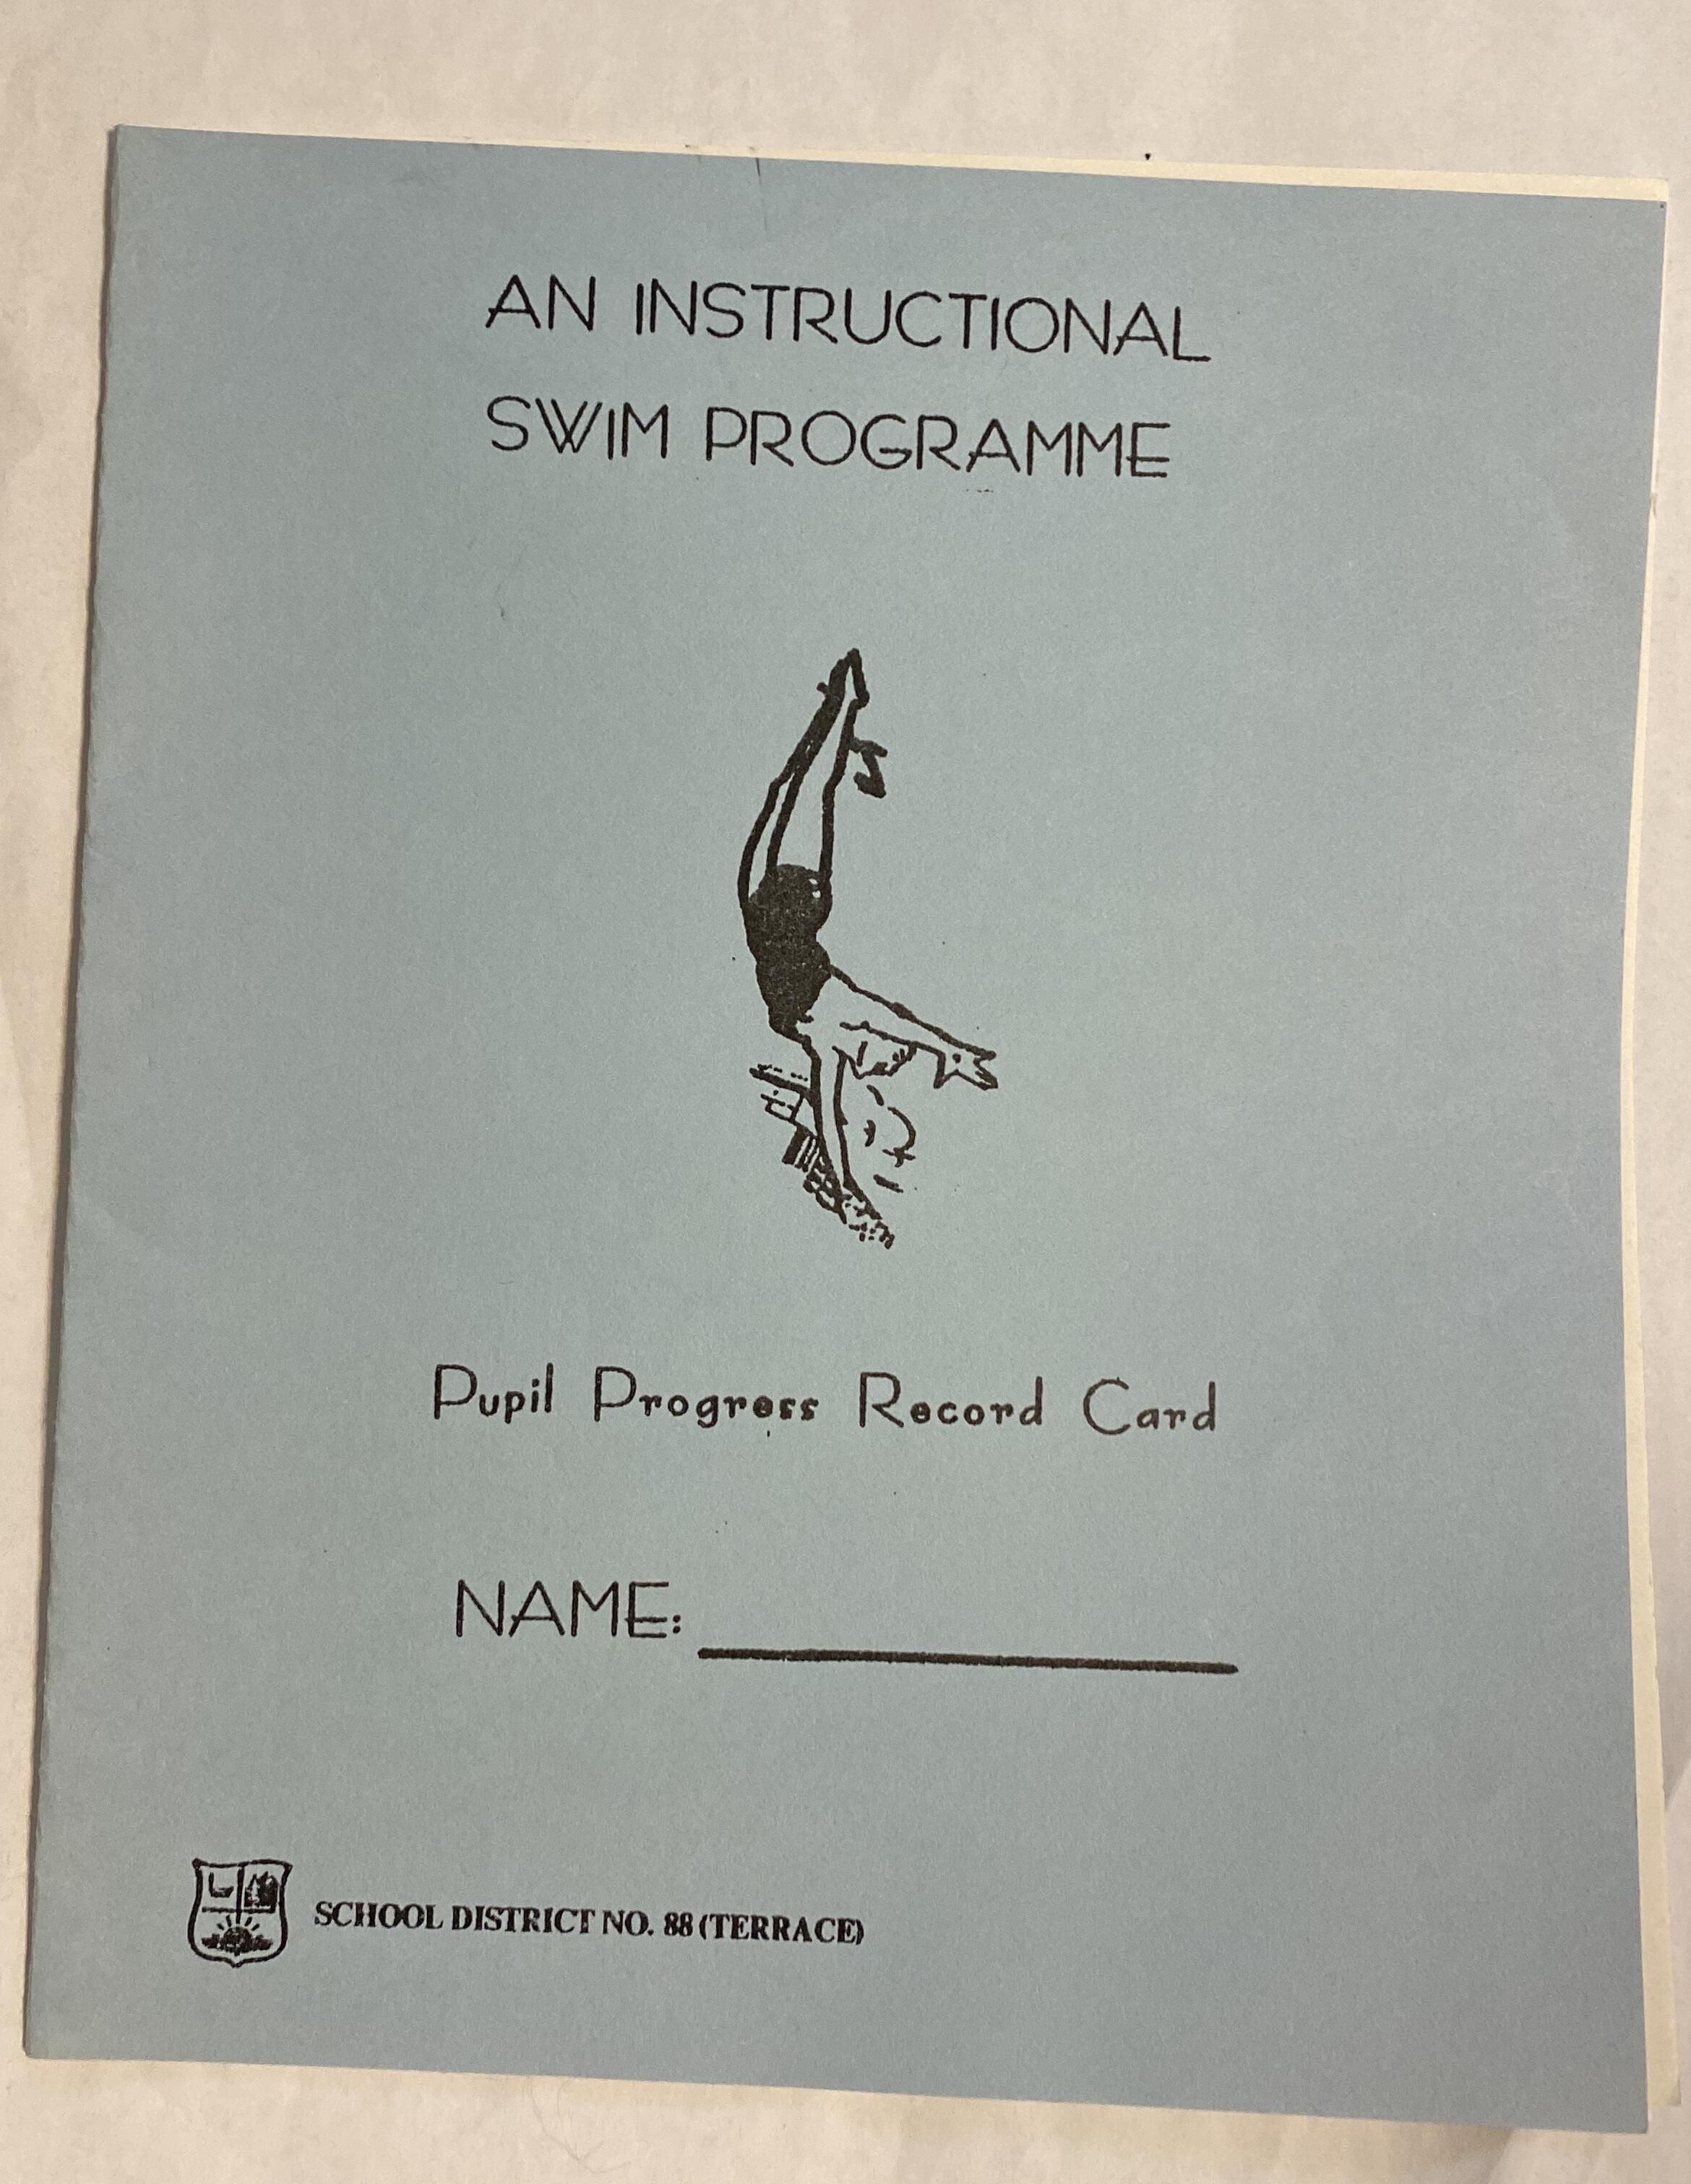 AN INSTRUCTIONAL
SWIM PROGRAMME
Pupil Progress Record Card
NAME:
SCHOOL DISTRICT NO. 88 (TERRACE)